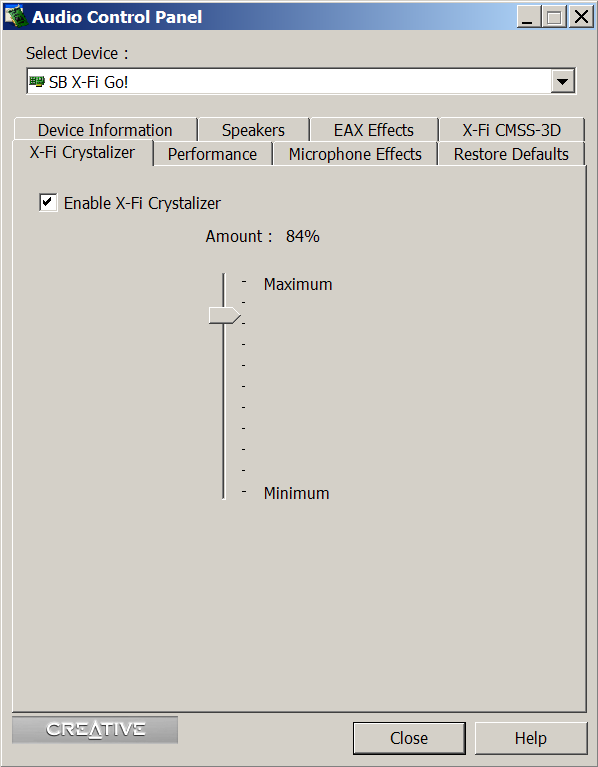 Audio Control Panel
Select Device :
SB X-Fi Go!
Device Information Speakers EAX Effects X-Fi CMSS-3D
X-Fi Crystalizer Performance Microphone Effects Restore Defaults
Enable X-Fi Crystalizer
Amount : 84%
Maximum
Minimum
CREATIVE
Close Help